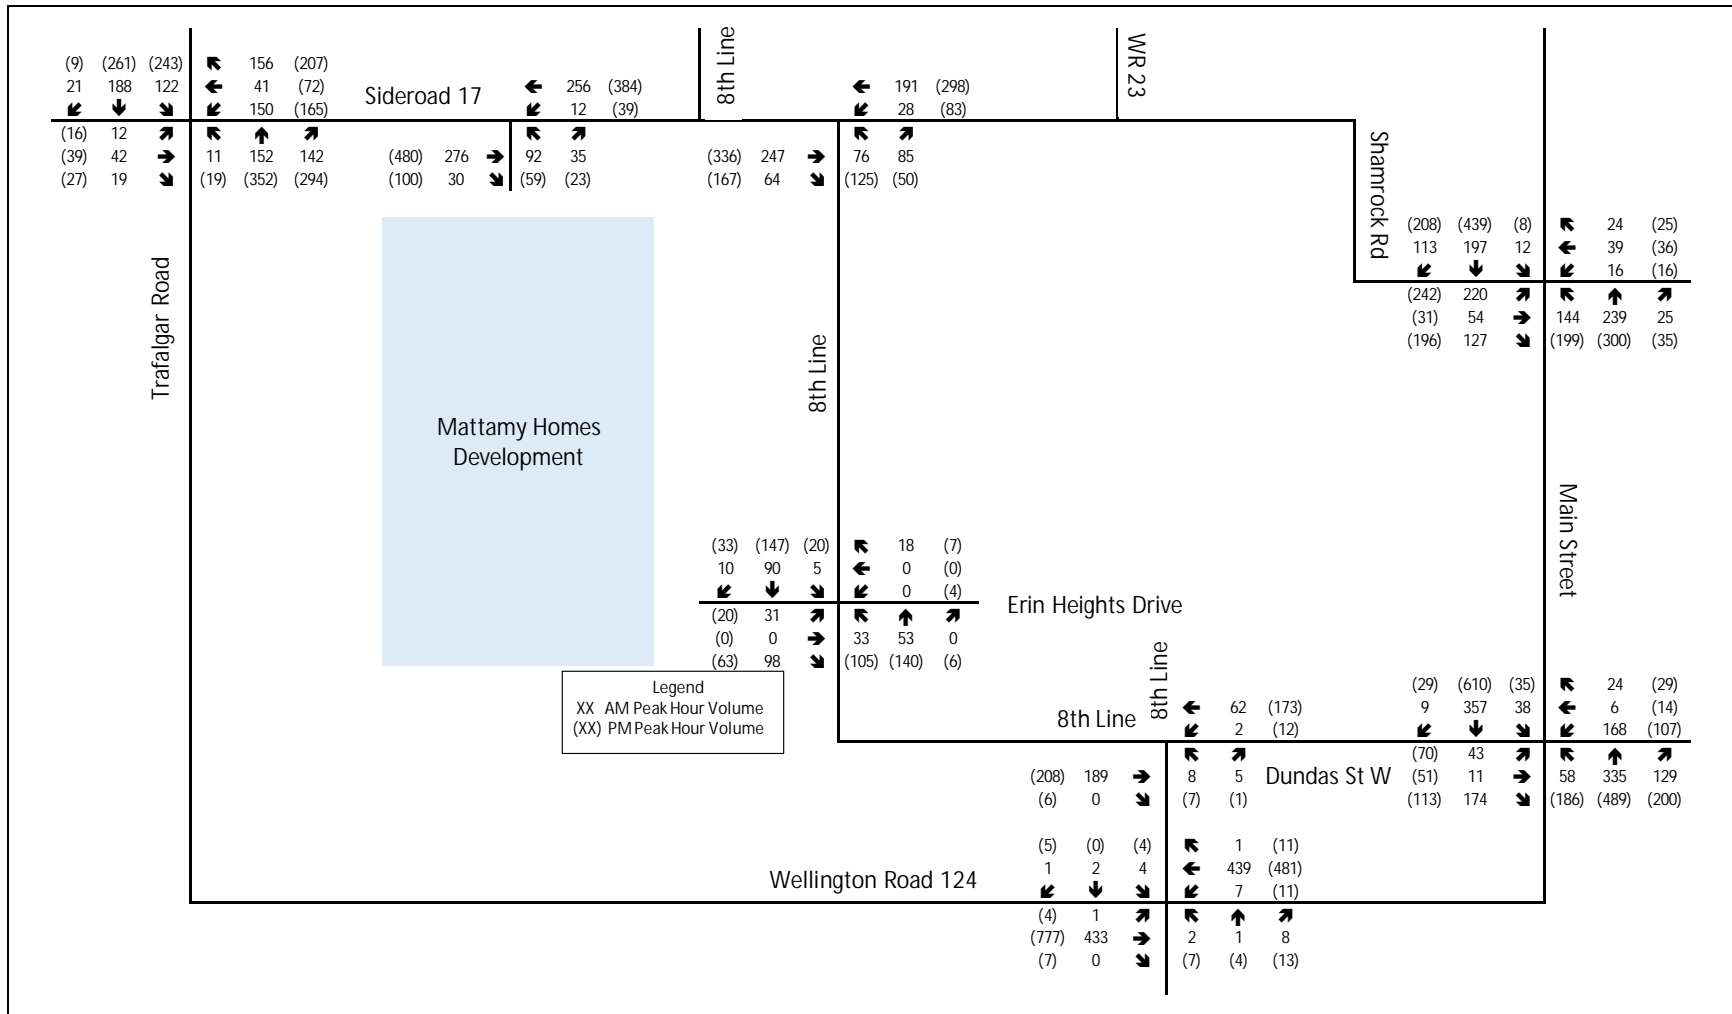 (9) (261) (243) 156 (207)
21 188 122 41 (72)
150 (165)
(16) 12
(39) 42 11 152 142
(27) 19 (19) (352) (294)
Sideroad 17
256 (384)
12 (39)
(480) 276 92 35
(100) 30 (59) (23)
8th Line
191 (298)
28 (83)
(336) 247 76 85
(167) 64 (125) (50)
WR 23
Shamrock Rd
(208) (439) (8) 24 (25)
113 197 12 39 (36)
16 (16)
(242) 220
(31) 54 144 239 25
(196) 127 (199) (300) (35)
Trafalgar Road
8th Line
Mattamy Homes
Development
Main Street
(33) (147) (20) 18 (7)
10 90 5 0 (0)
0 (4)
(20) 31
(0) 0 33 53 0
(63) 98 (105) (140) (6)
Erin Heights Drive
Legend
XX AM Peak Hour Volume
(XX) PM Peak Hour Volume
8th Line
8th Line
62 (173)
2 (12)
(208) 189 8 5
(6) 0 (7) (1)
Dundas St W
(29) (610) (35) 24 (29)
9 357 38 6 (14)
168 (107)
(70) 43
(51) 11 58 335 129
(113) 174 (186) (489) (200)
Wellington Road 124
(5) (0) (4) 1 (11)
1 2 4 439 (481)
7 (11)
(4) 1
(777) 433 2 1 8
(7) 0 (7) (4) (13)